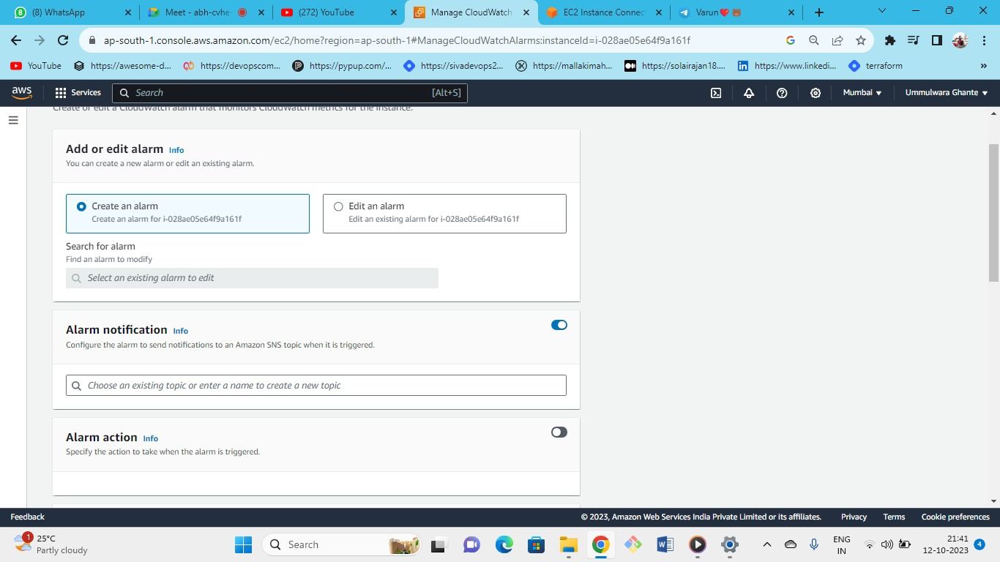 (8) WhatsApp
Meet - abh-cvhe-
(272) YouTube
Manage CloudWatch
EC2 Instance Connect
Varun❤️🐻
ap-south-1.console.aws.amazon.com/ec2/home?region=ap-south-1#ManageCloudWatchAlarms:instanceId=i-028ae05e64f9a161f
YouTube
https://awesome-d...
https://devopscom...
https://pypup.com/...
https://sivadevops2...
https://mallakimah...
https://solairajan18....
https://www.linkedi...
terraform
»
aws
Services
Search
[Alt+S]
Mumbai
Ummulwara Ghante
Create or edit a CloudWatch alarm that monitors CloudWatch metrics for the instance.
Add or edit alarm Info
You can create a new alarm or edit an existing alarm.
Create an alarm
Create an alarm for i-028ae05e64f9a161f
Edit an alarm
Edit an existing alarm for i-028ae05e64f9a161f
Search for alarm
Find an alarm to modify
Select an existing alarm to edit
Alarm notification Info
Configure the alarm to send notifications to an Amazon SNS topic when it is triggered.
Choose an existing topic or enter a name to create a new topic
Alarm action Info
Specify the action to take when the alarm is triggered.
Feedback
© 2023, Amazon Web Services India Private Limited or its affiliates.
Privacy
Terms
Cookie preferences
1
25°C
Partly cloudy
Search
ENG
IN
21:41
12-10-2023
4